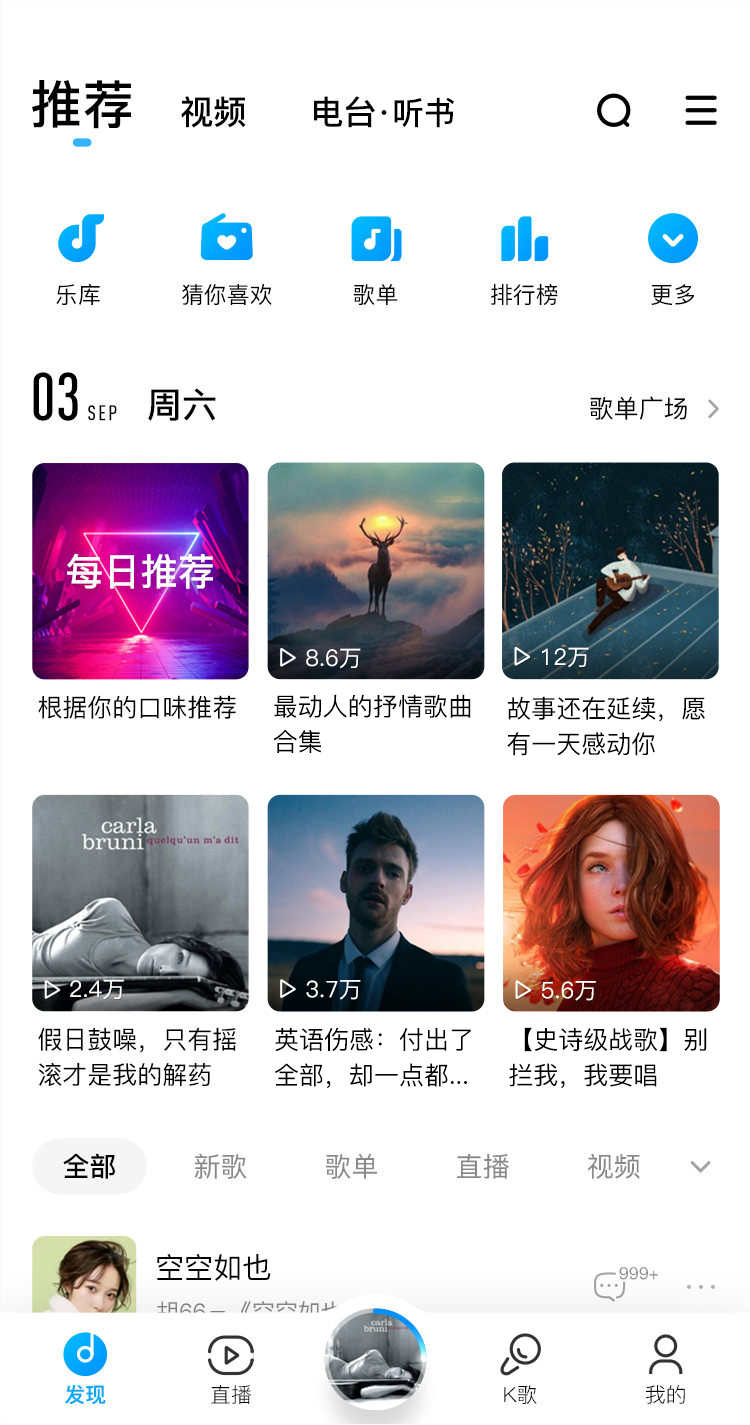 推荐 视频 电台·听书
乐库 猜你喜欢 歌单 排行榜 更多
03 SEP 周六 歌单广场
每日推荐
8.6万
12万
根据你的口味推荐
最动人的抒情歌曲
合集
故事还在延续，愿
有一天感动你
carla
bruni quelqu'un m'a dit
2.4万
3.7万
5.6万
假日鼓噪，只有摇
滚才是我的解药
英语伤感：付出了
全部，却一点都...
【史诗级战歌】别
拦我，我要唱
全部 新歌 歌单 直播 视频
空空如也
999+
胡66 - 《空空如也
carla
bruni
发现 直播 K歌 我的